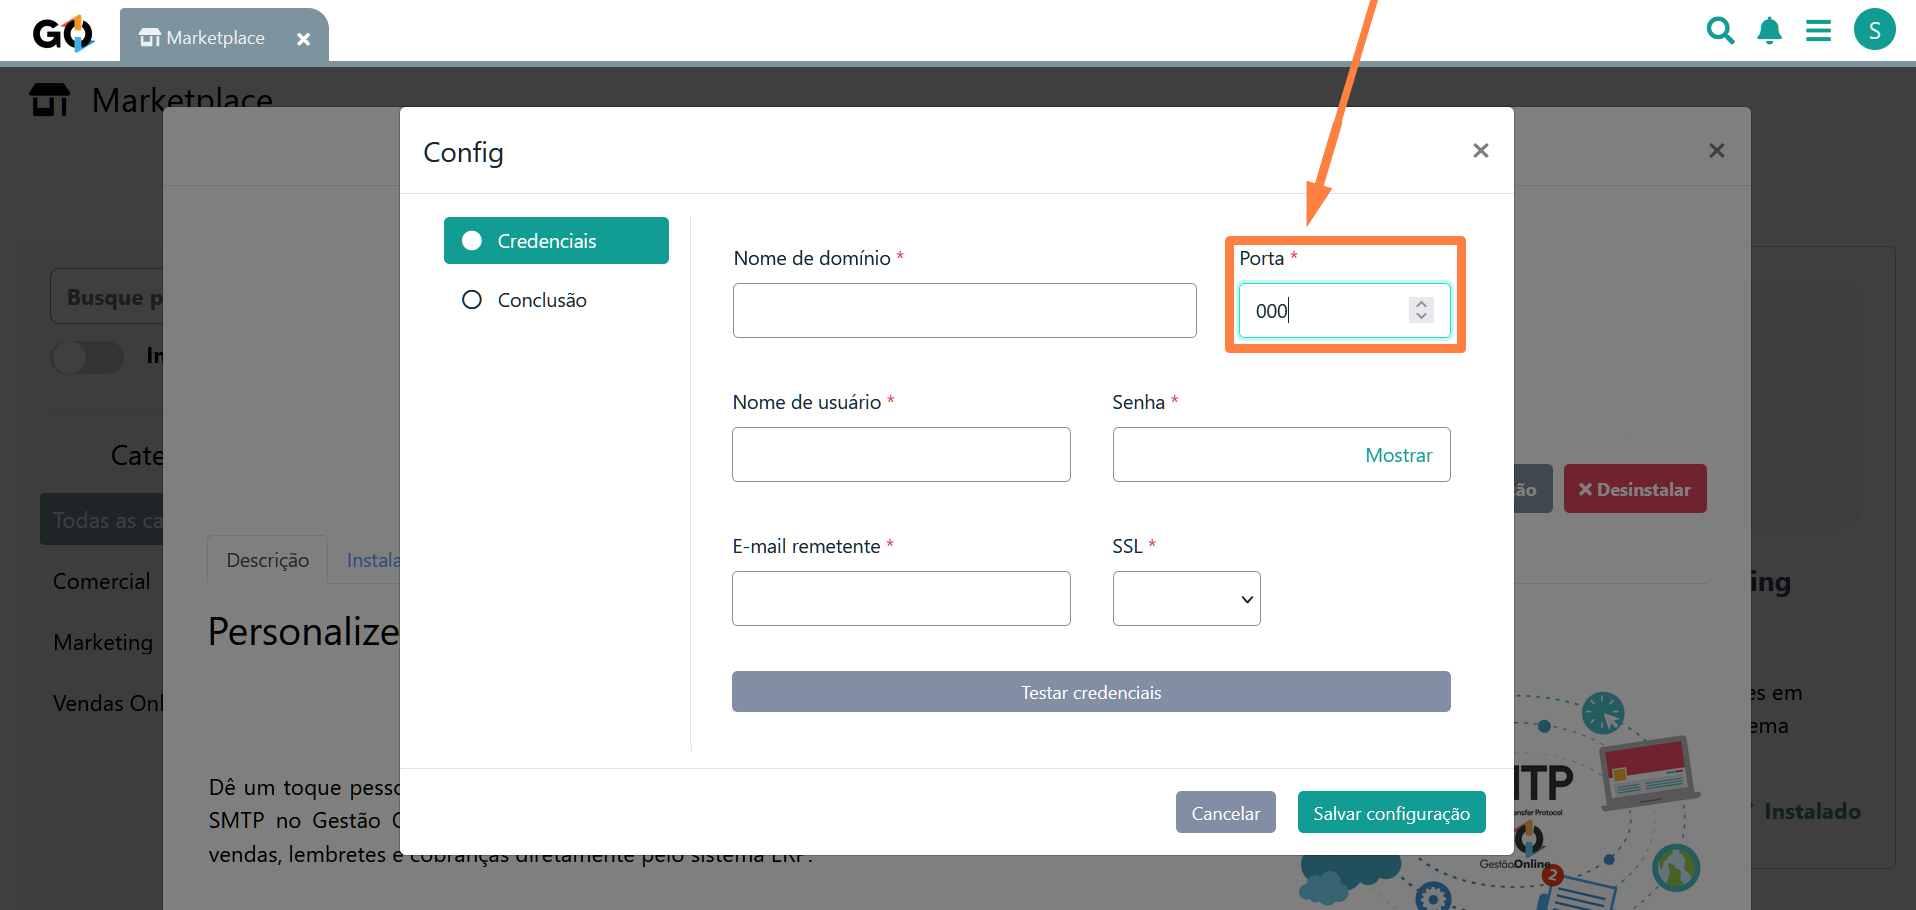 GO
Marketplace
S
Marketplace
Config
Credenciais
Conclusão
Nome de domínio *
Porta *
000
Nome de usuário *
Senha *
Mostrar
E-mail remetente *
SSL *
Testar credenciais
Cancelar
Salvar configuração
Busque p
In
Cate
Todas as ca
Comercial
Marketing
Vendas Onl
ão
Desinstalar
Descrição
Instala
Personalize
Dê um toque pesso
SMTP no Gestão O
vendas, lembretes e cobranças diretamente pelo sistema ERP.
ing
es em
ema
Instalado
MTP
nsfer Protocol
GestãoOnline
2